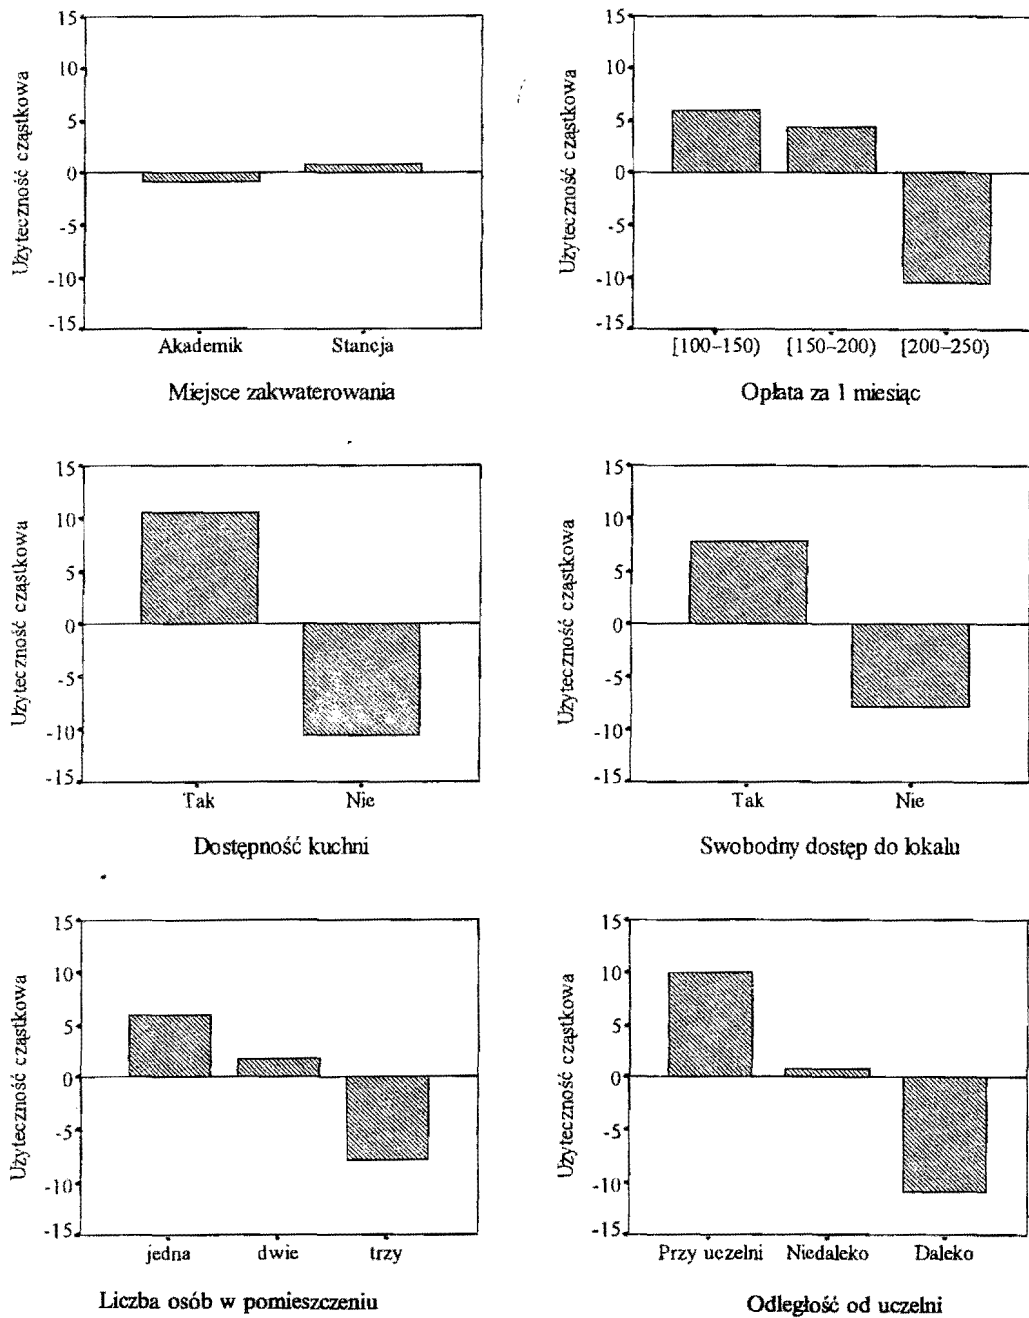 Użyteczność cząstkowa
15
10
5
0
-5
-10
-15
Akademik Stancja
Miejsce zakwaterowania
Użyteczność cząstkowa
15
10
5
0
-5
-10
-15
[100–150) [150–200) [200–250)
Opłata za 1 miesiąc
Użyteczność cząstkowa
15
10
5
0
-5
-10
-15
Tak Nie
Dostępność kuchni
Użyteczność cząstkowa
15
10
5
0
-5
-10
-15
Tak Nie
Swobodny dostęp do lokalu
Użyteczność cząstkowa
15
10
5
0
-5
-10
-15
jedna dwie trzy
Liczba osób w pomieszczeniu
Użyteczność cząstkowa
15
10
5
0
-5
-10
-15
Przy uczelni Niedaleko Daleko
Odległość od uczelni